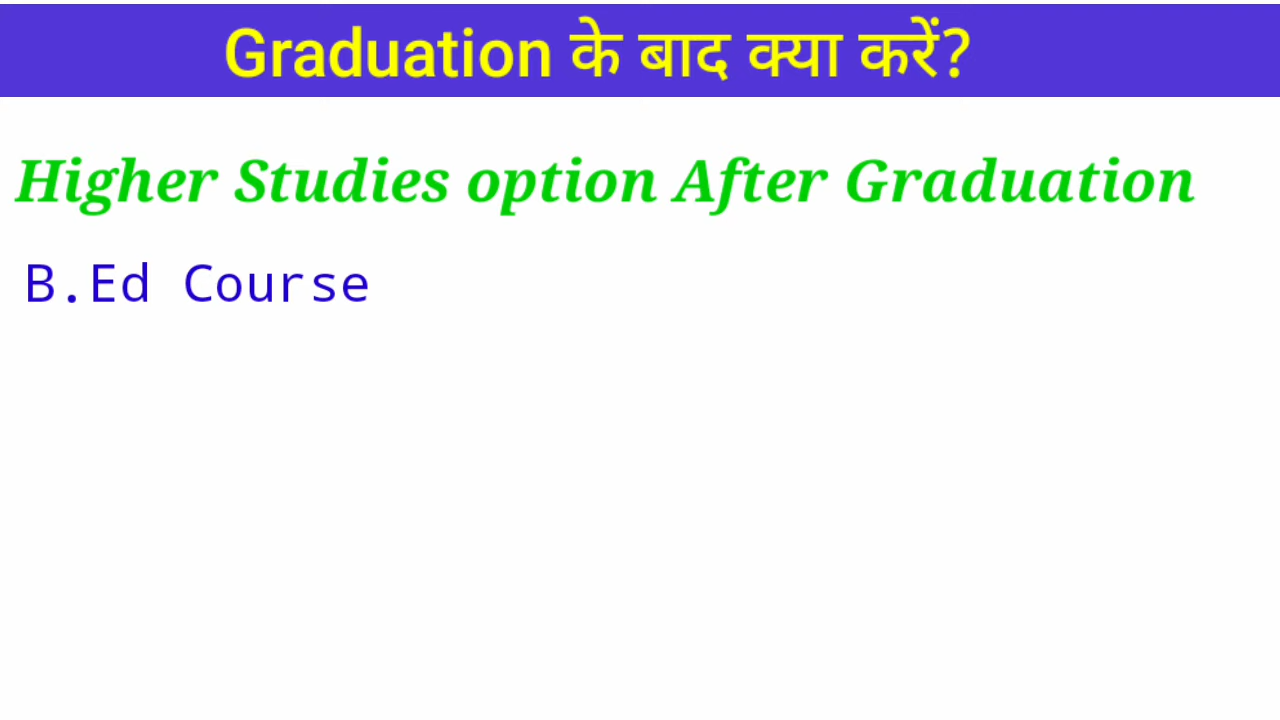 Graduation के बाद क्या करें?
Higher Studies option After Graduation
B.Ed Course